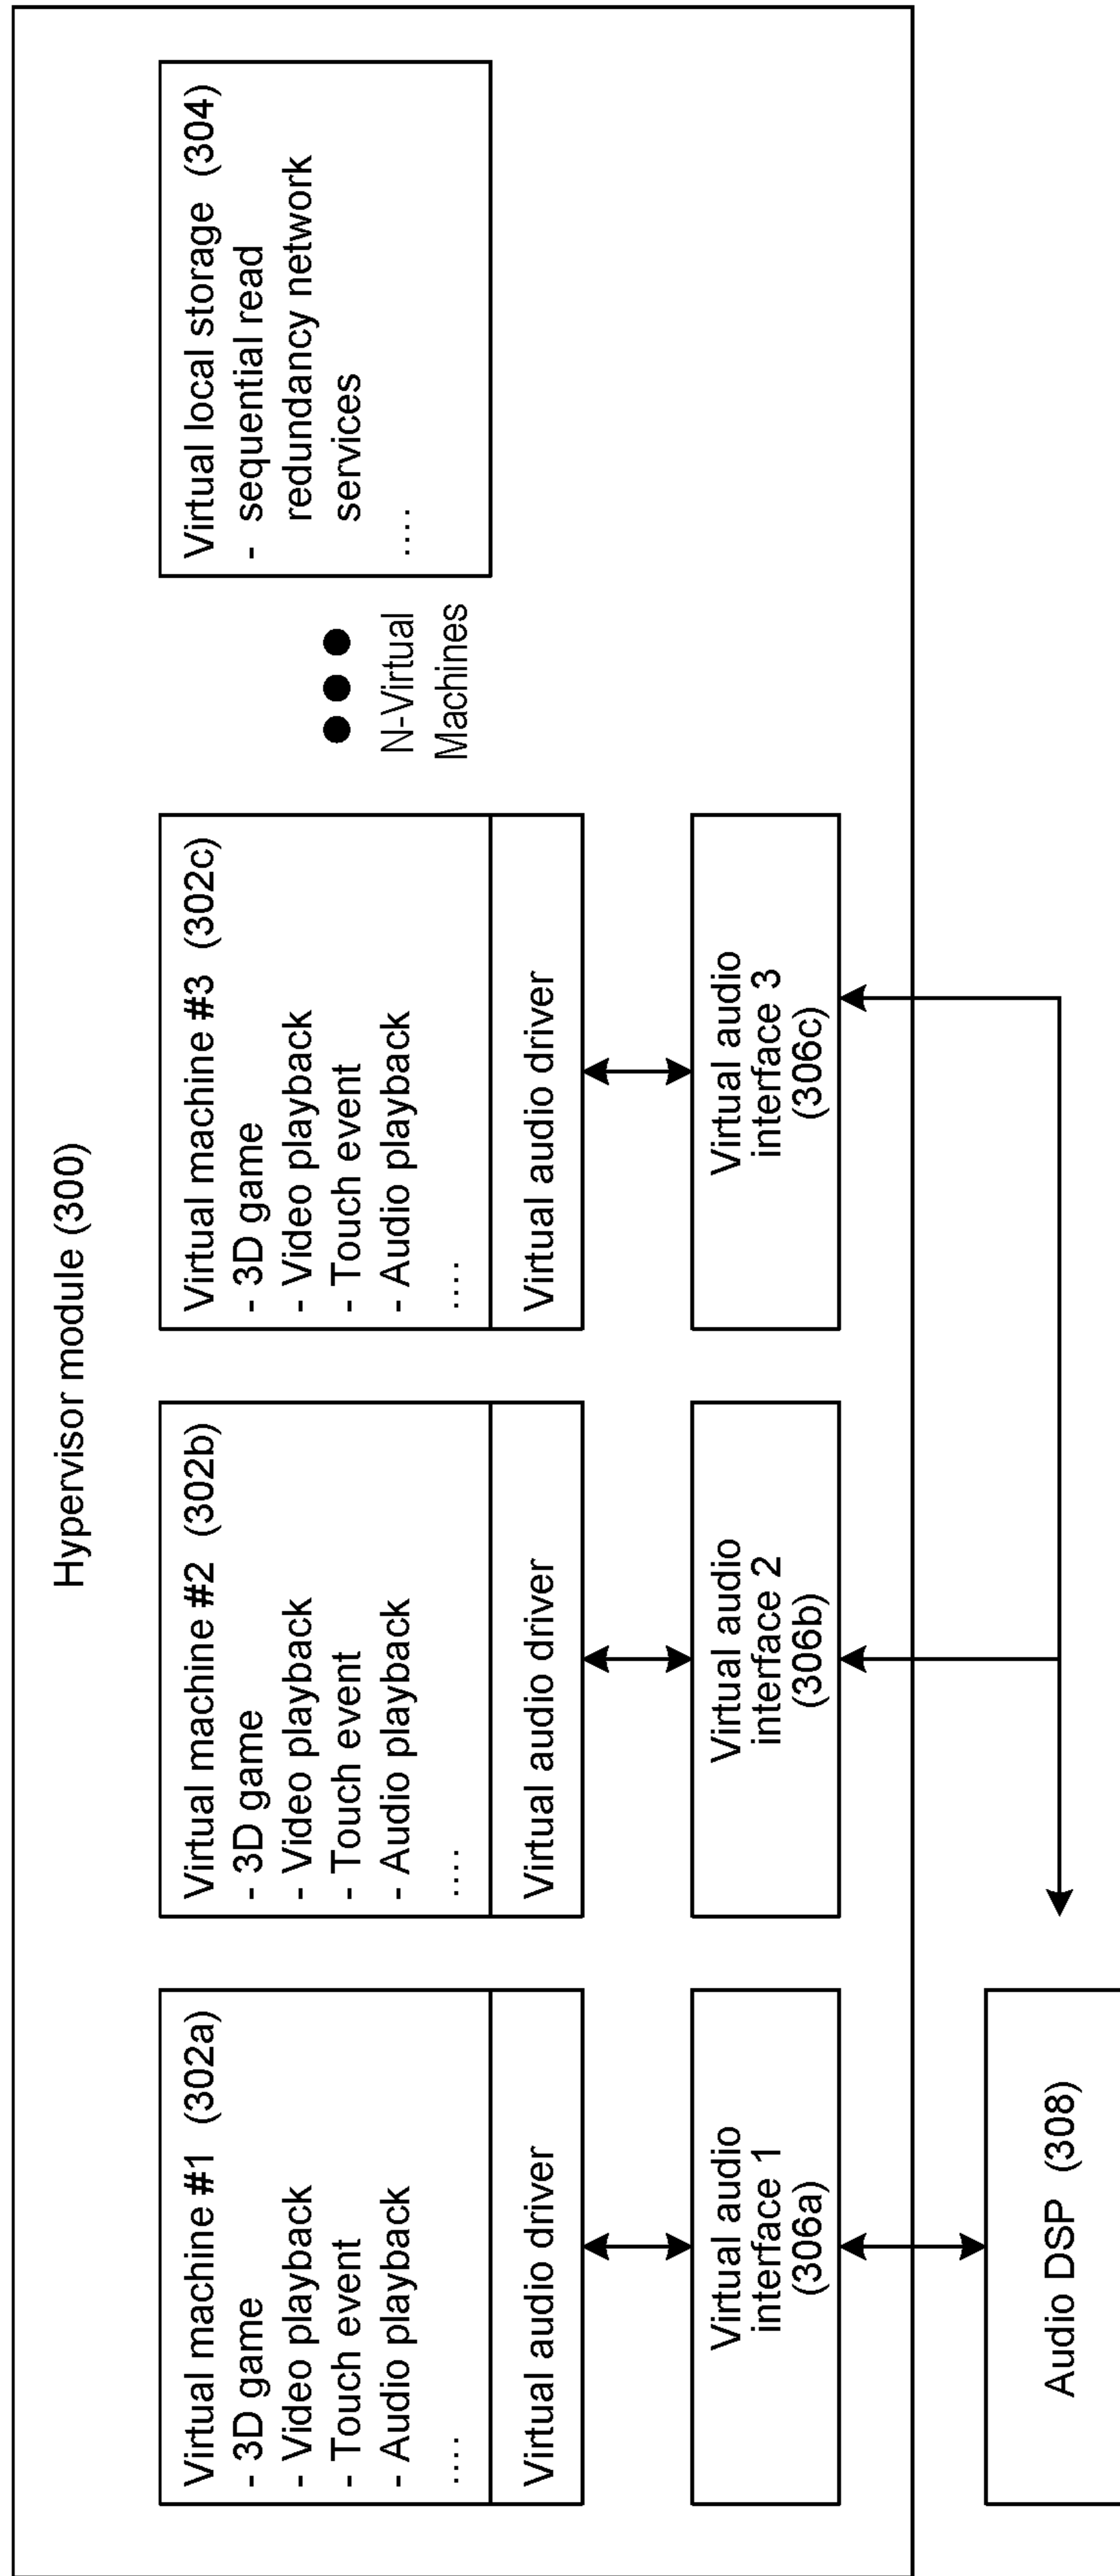 Hypervisor module (300)
Virtual machine #1 (302a)
- 3D game
- Video playback
- Touch event
- Audio playback
....
Virtual audio driver
Virtual audio
interface 1
(306a)
Virtual machine #2 (302b)
- 3D game
- Video playback
- Touch event
- Audio playback
....
Virtual audio driver
Virtual audio
interface 2
(306b)
Virtual machine #3 (302c)
- 3D game
- Video playback
- Touch event
- Audio playback
....
Virtual audio driver
Virtual audio
interface 3
(306c)
N-Virtual
Machines
Virtual local storage (304)
- sequential read
redundancy network
services
....
Audio DSP (308)